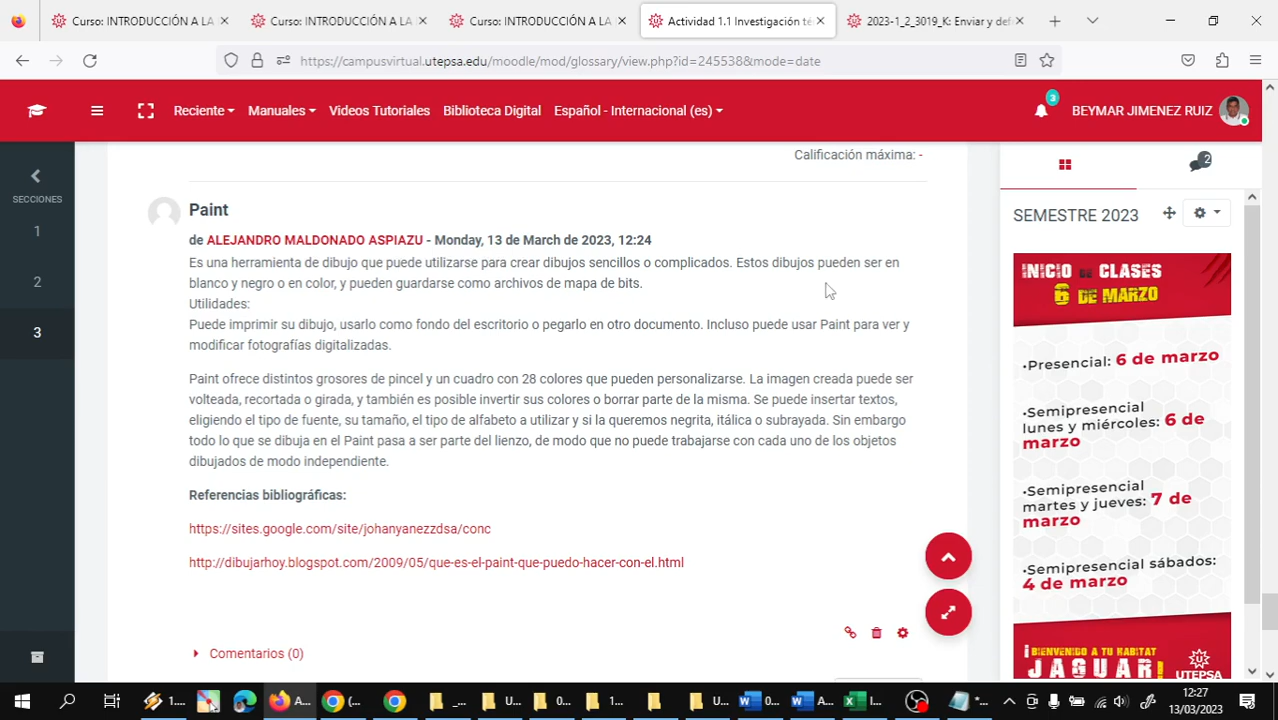 Curso: INTRODUCCIÓN A LA
Curso: INTRODUCCIÓN A LA
Curso: INTRODUCCIÓN A LA
Actividad 1.1 Investigación té
2023-1_2_3019_K: Enviar y def
https://campusvirtual.utepsa.edu/moodle/mod/glossary/view.php?id=245538&mode=date
Reciente
Manuales
Videos Tutoriales
Biblioteca Digital
Español - Internacional (es)
3
BEYMAR JIMENEZ RUIZ
SECCIONES
1
2
3
Calificación máxima: -
Paint
de ALEJANDRO MALDONADO ASPIAZU - Monday, 13 de March de 2023, 12:24
Es una herramienta de dibujo que puede utilizarse para crear dibujos sencillos o complicados. Estos dibujos pueden ser en
blanco y negro o en color, y pueden guardarse como archivos de mapa de bits.
Utilidades:
Puede imprimir su dibujo, usarlo como fondo del escritorio o pegarlo en otro documento. Incluso puede usar Paint para ver y
modificar fotografías digitalizadas.
Paint ofrece distintos grosores de pincel y un cuadro con 28 colores que pueden personalizarse. La imagen creada puede ser
volteada, recortada o girada, y también es posible invertir sus colores o borrar parte de la misma. Se puede insertar textos,
eligiendo el tipo de fuente, su tamaño, el tipo de alfabeto a utilizar y si la queremos negrita, itálica o subrayada. Sin embargo
todo lo que se dibuja en el Paint pasa a ser parte del lienzo, de modo que no puede trabajarse con cada uno de los objetos
dibujados de modo independiente.
Referencias bibliográficas:
https://sites.google.com/site/johanyanezzdsa/conc
http://dibujarhoy.blogspot.com/2009/05/que-es-el-paint-que-puedo-hacer-con-el.html
Comentarios (0)
2
SEMESTRE 2023
INICIO DE CLASES
6 DE MARZO
•Presencial: 6 de marzo
•Semipresencial
lunes y miércoles: 6 de
marzo
•Semipresencial
martes y jueves: 7 de
marzo
•Semipresencial sábados:
4 de marzo
¡BIENVENIDO A TU HABITAT
JAGUAR!
UTEPSA
1...
A...
(...
_...
U...
0...
1...
U...
0...
A...
I...
"...
12:27
13/03/2023